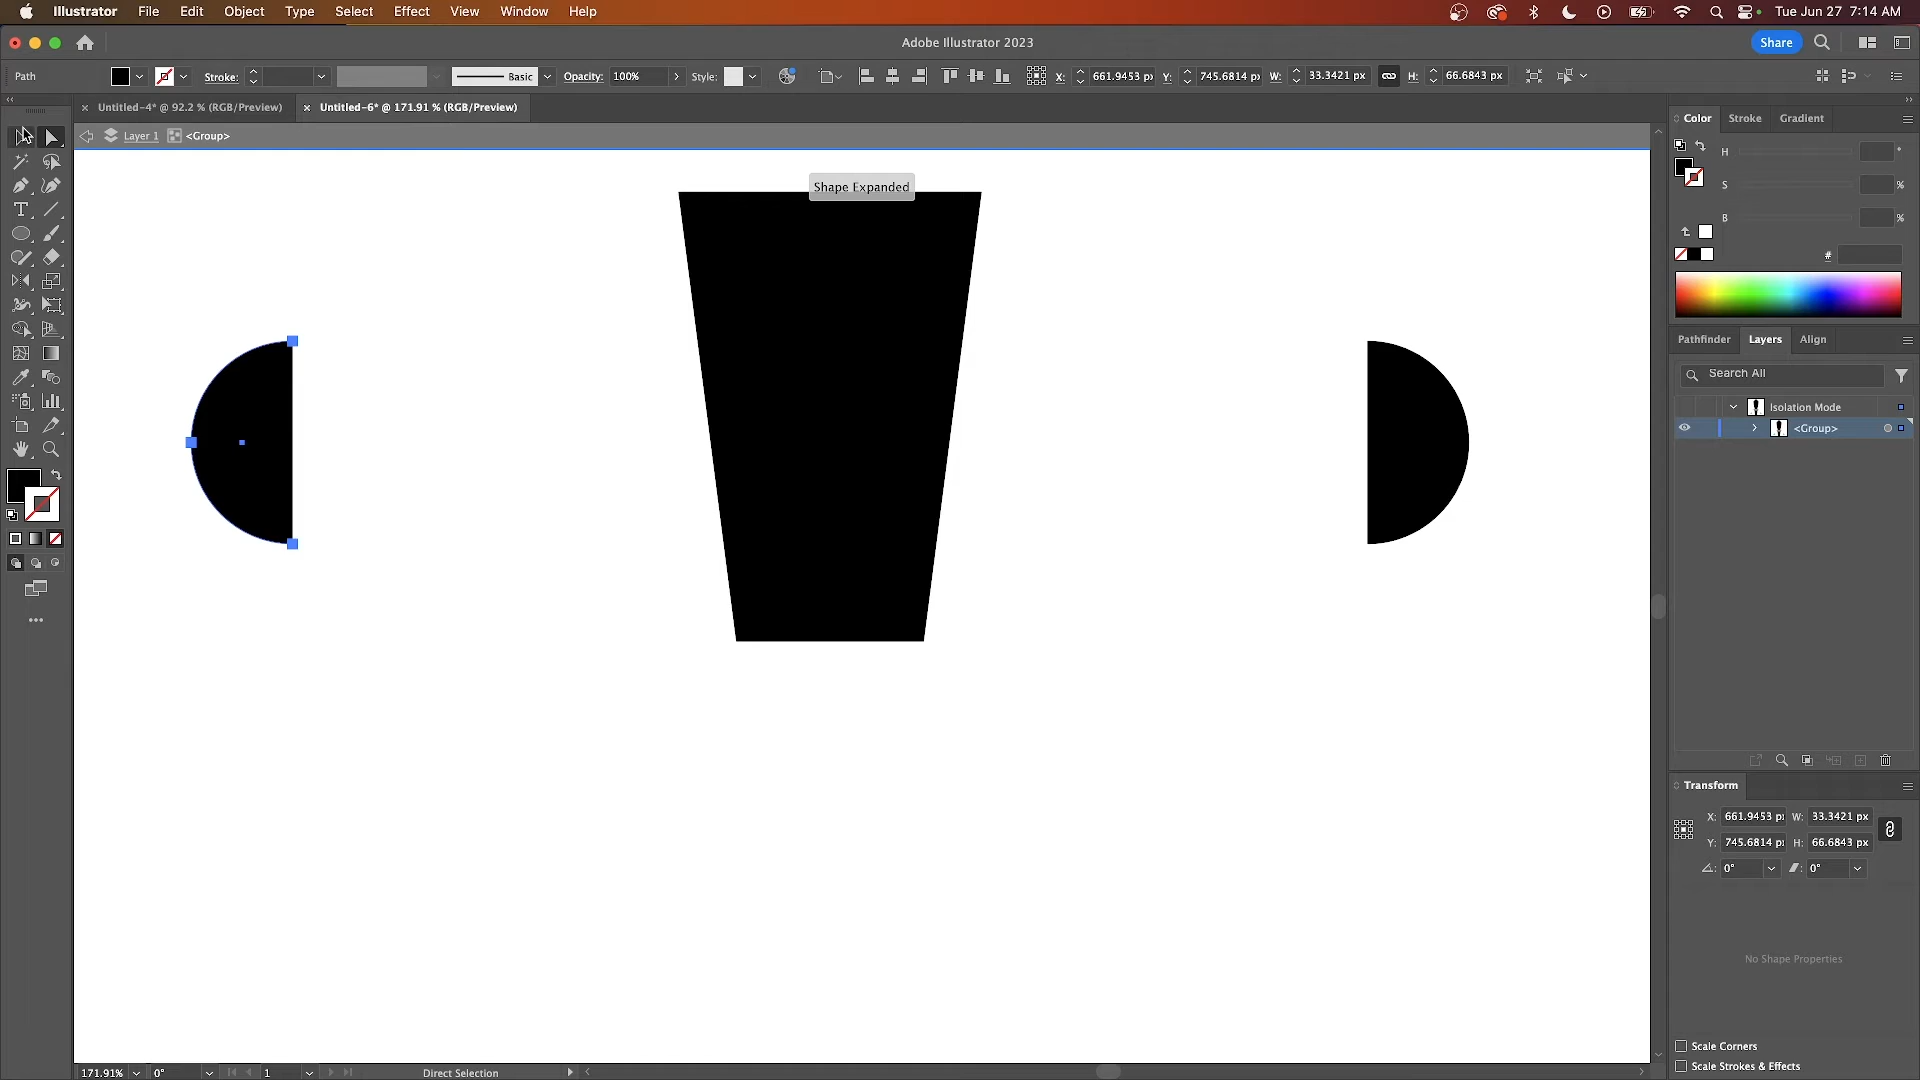 Illustrator File Edit Object Type Select Effect View Window Help Tue Jun 27 7:14 AM
Adobe Illustrator 2023 Share
Path Stroke: Basic Opacity: 100% Style: X: 661.9453 p Y: 745.6814 p W: 33.3421 px H: 66.6843 px
Untitled-4* @ 92.2 % (RGB/Preview) Untitled-6* @ 171.91 % (RGB/Preview)
Layer 1 <Group>
Shape Expanded
Color Stroke Gradient
H °
S %
B %
#
Pathfinder Layers Align
Search All
Isolation Mode
<Group>
Transform
X: 661.9453 p W: 33.3421 px
Y: 745.6814 p H: 66.6843 px
0° 0°
No Shape Properties
Scale Corners
Scale Strokes & Effects
171.91% 0° 1 Direct Selection